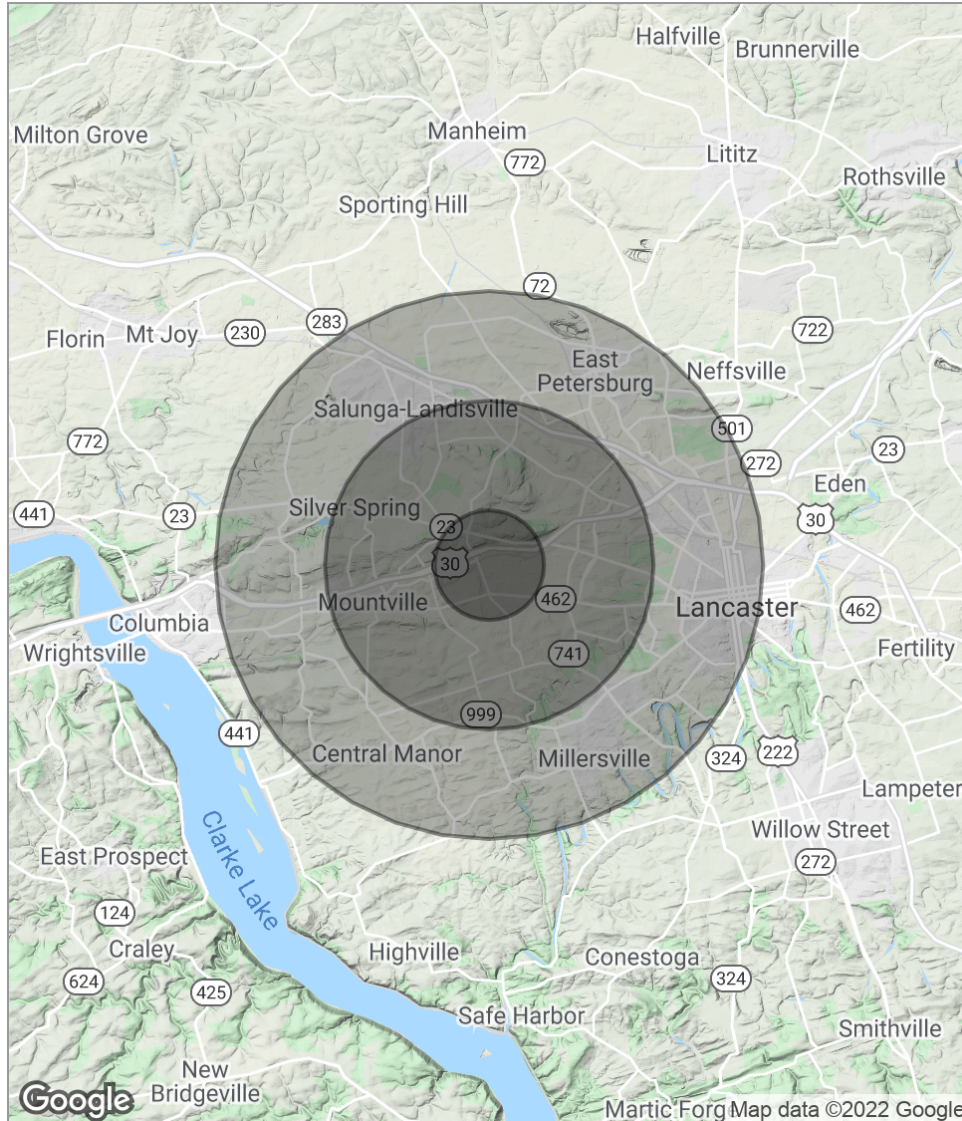 Halfville
Brunnerville
Milton Grove
Manheim
772
Lititz
Rothsville
Sporting Hill
72
283
230
Florin
Mt Joy
722
East
Petersburg
Neffsville
Salunga-Landisville
501
772
272
23
Eden
441
23
Silver Spring
23
30
30
Mountville
462
Lancaster
462
Columbia
Wrightsville
741
Fertility
999
441
Central Manor
Millersville
324
222
Lampeter
Clarke Lake
Willow Street
East Prospect
272
124
Craley
Highville
Conestoga
624
425
324
Safe Harbor
Smithville
New
Bridgeville
Google
Martic Forge
Map data ©2022 Google